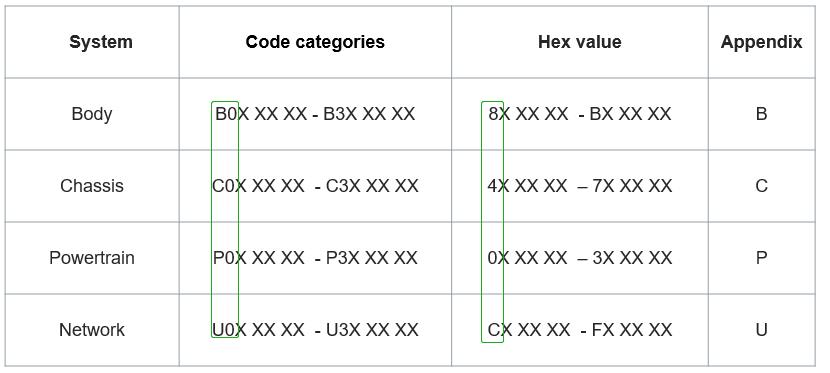 System Code categories Hex value Appendix
Body B0X XX XX - B3X XX XX 8X XX XX - BX XX XX B
Chassis C0X XX XX - C3X XX XX 4X XX XX – 7X XX XX C
Powertrain P0X XX XX - P3X XX XX 0X XX XX – 3X XX XX P
Network U0X XX XX - U3X XX XX CX XX XX - FX XX XX U